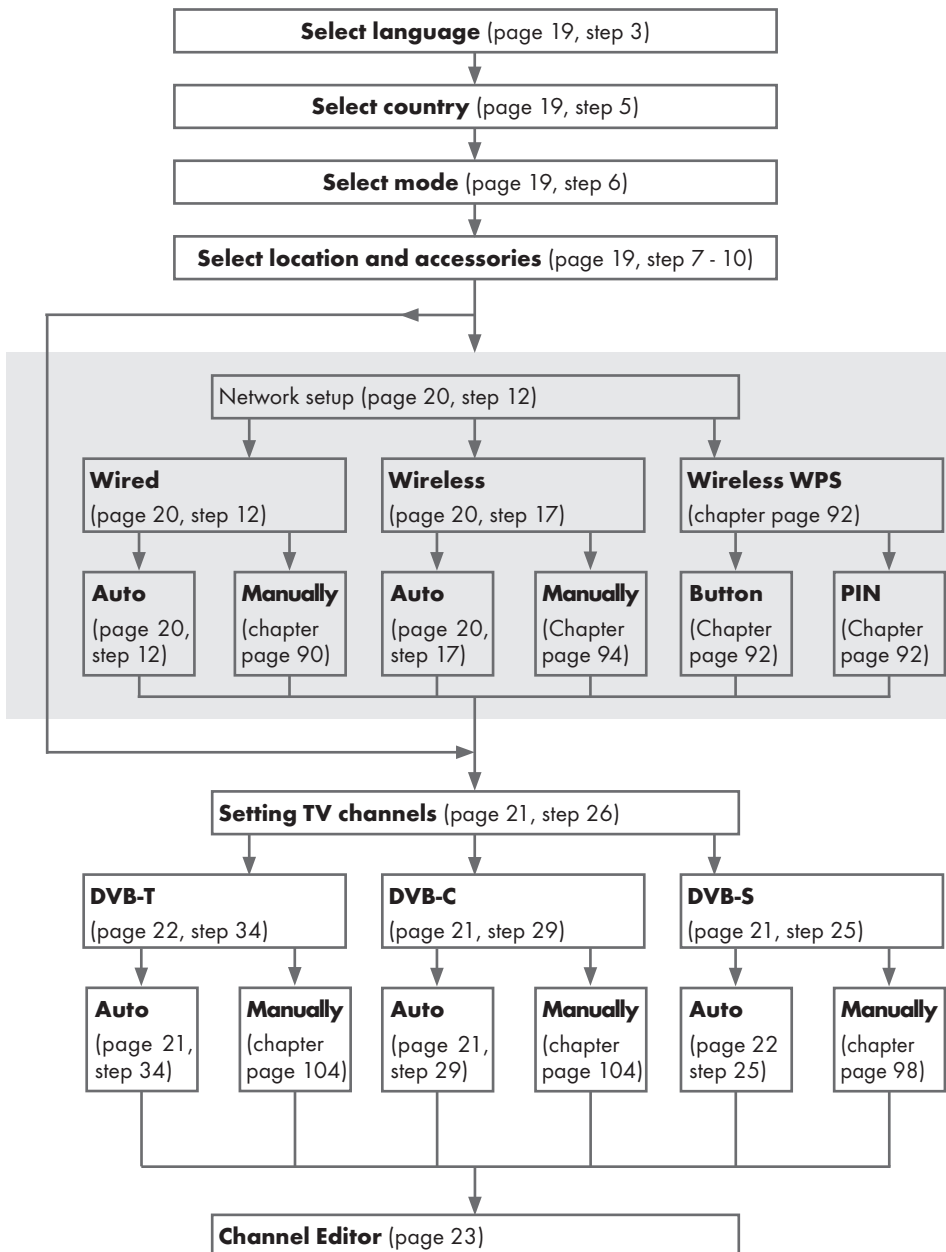 Select language (page 19, step 3)
Select country (page 19, step 5)
Select mode (page 19, step 6)
Select location and accessories (page 19, step 7 - 10)
Network setup (page 20, step 12)
Wired
(page 20, step 12)
Wireless
(page 20, step 17)
Wireless WPS
(chapter page 92)
Auto
(page 20,
step 12)
Manually
(chapter
page 90)
Auto
(page 20,
step 17)
Manually
(Chapter
page 94)
Button
(Chapter
page 92)
PIN
(Chapter
page 92)
Setting TV channels (page 21, step 26)
DVB-T
(page 22, step 34)
DVB-C
(page 21, step 29)
DVB-S
(page 21, step 25)
Auto
(page 21,
step 34)
Manually
(chapter
page 104)
Auto
(page 21,
step 29)
Manually
(chapter
page 104)
Auto
(page 22
step 25)
Manually
(chapter
page 98)
Channel Editor (page 23)